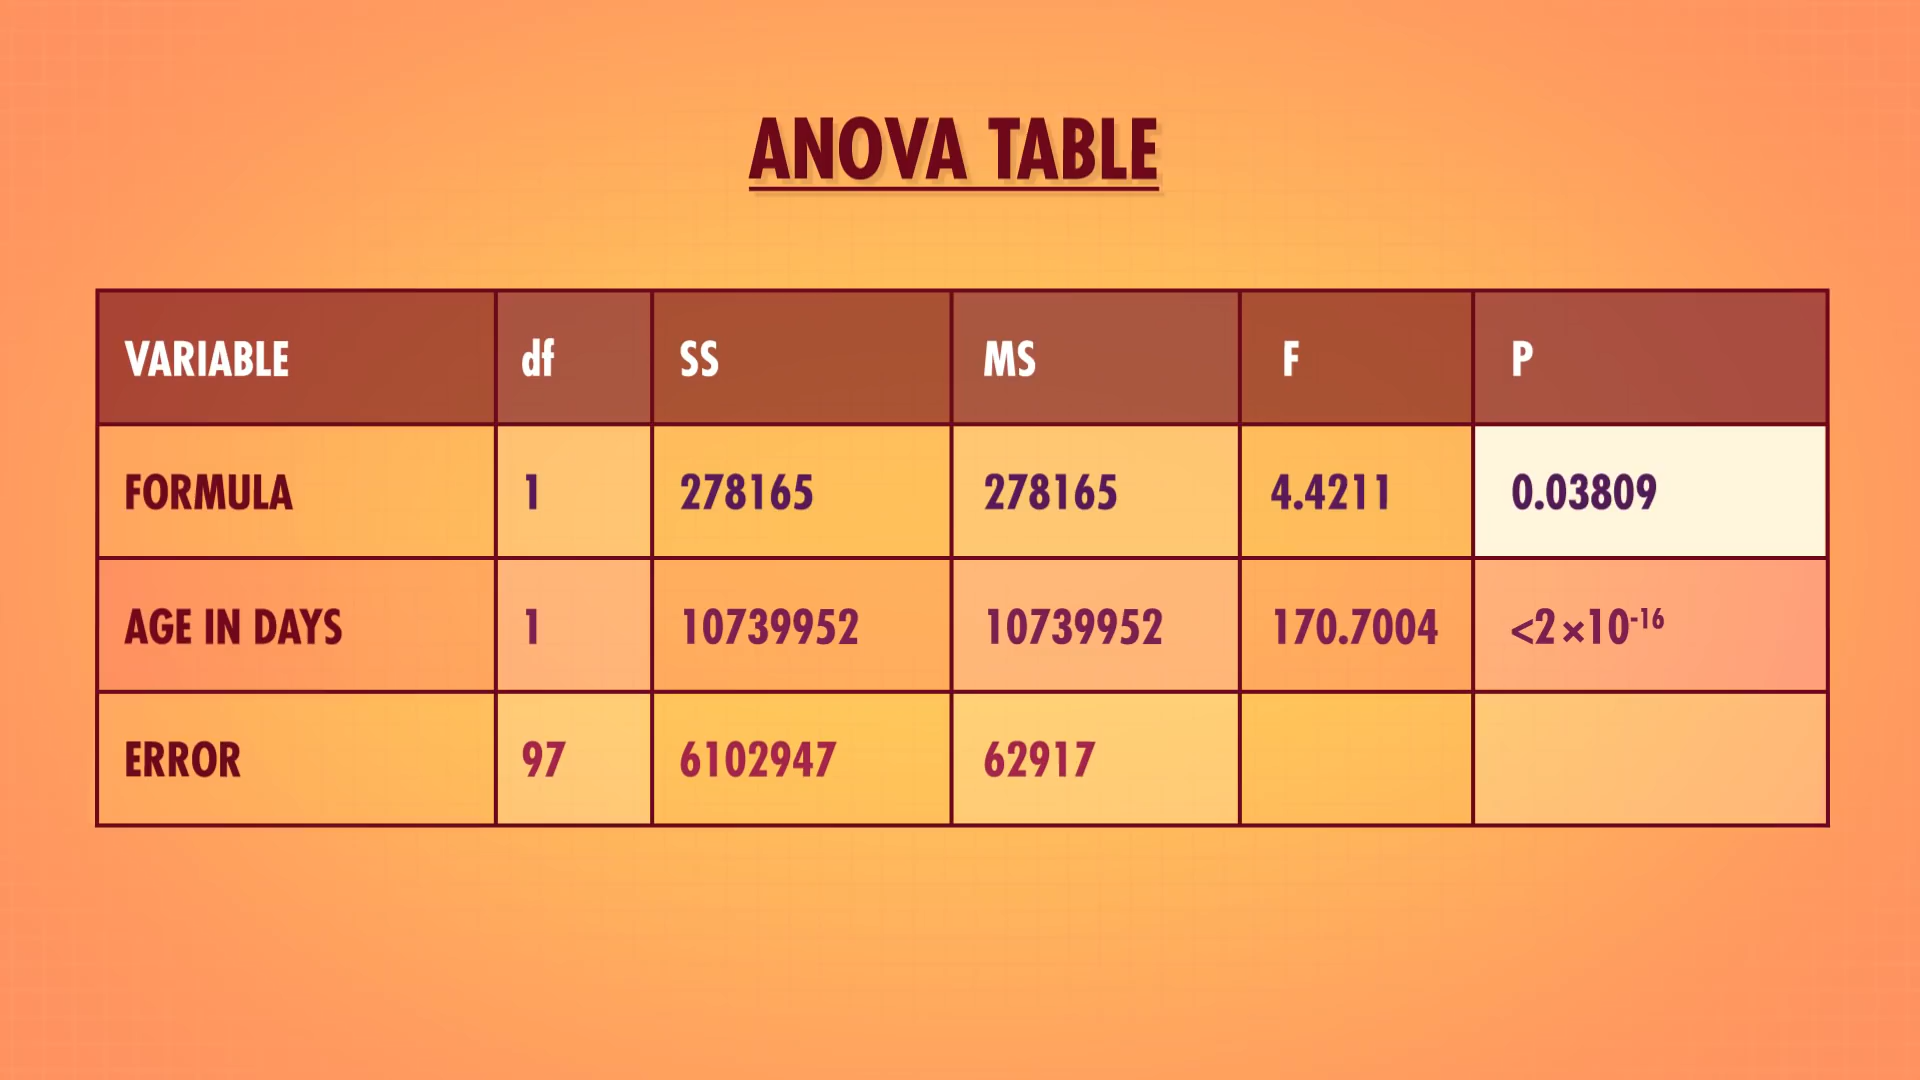 ANOVA TABLE
VARIABLE df SS MS F P
FORMULA 1 278165 278165 4.4211 0.03809
AGE IN DAYS 1 10739952 10739952 170.7004 <2×10⁻¹⁶
ERROR 97 6102947 62917